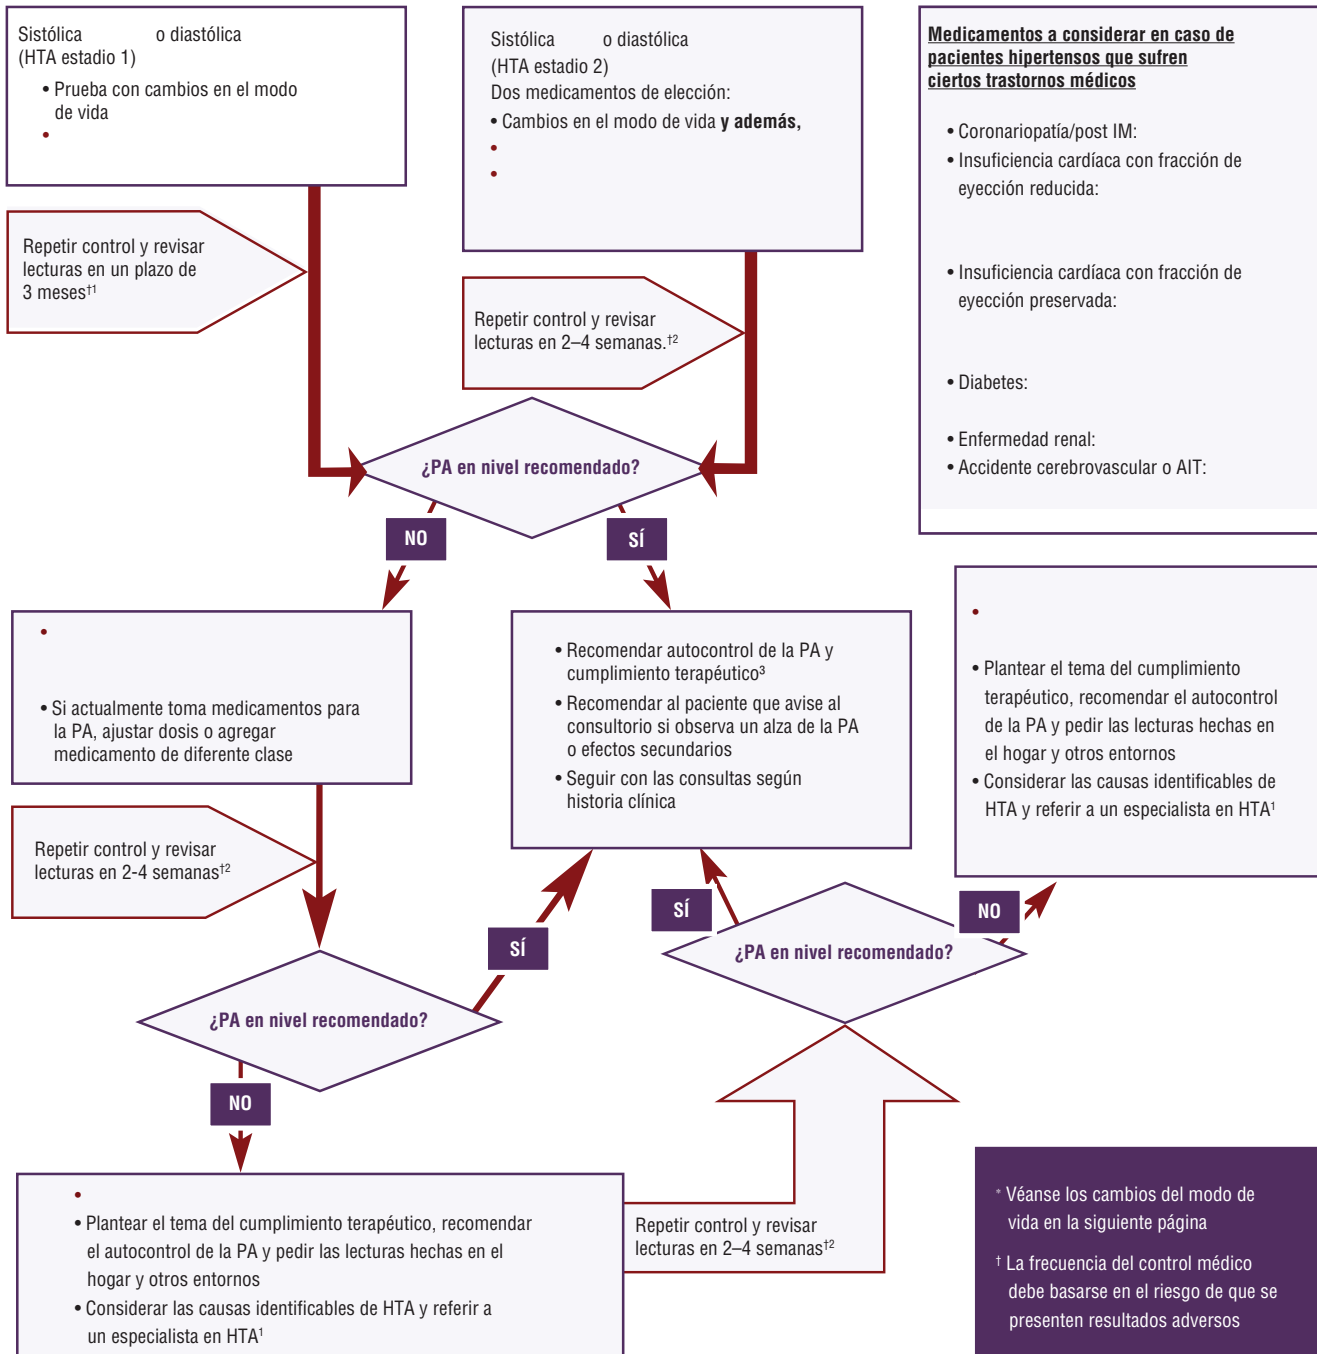 Sistólica o diastólica
(HTA estadio 1)
• Prueba con cambios en el modo
de vida
•
Sistólica o diastólica
(HTA estadio 2)
Dos medicamentos de elección:
• Cambios en el modo de vida y además,
•
•
Medicamentos a considerar en caso de
pacientes hipertensos que sufren
ciertos trastornos médicos
• Coronariopatía/post IM:
• Insuficiencia cardíaca con fracción de
eyección reducida:
• Insuficiencia cardíaca con fracción de
eyección preservada:
• Diabetes:
• Enfermedad renal:
• Accidente cerebrovascular o AIT:
Repetir control y revisar
lecturas en un plazo de
3 meses†1
Repetir control y revisar
lecturas en 2–4 semanas.†2
¿PA en nivel recomendado?
NO
SÍ
•
• Si actualmente toma medicamentos para
la PA, ajustar dosis o agregar
medicamento de diferente clase
• Recomendar autocontrol de la PA y
cumplimiento terapéutico3
• Recomendar al paciente que avise al
consultorio si observa un alza de la PA
o efectos secundarios
• Seguir con las consultas según
historia clínica
•
• Plantear el tema del cumplimiento
terapéutico, recomendar el autocontrol
de la PA y pedir las lecturas hechas en
el hogar y otros entornos
• Considerar las causas identificables de
HTA y referir a un especialista en HTA1
Repetir control y revisar
lecturas en 2-4 semanas†2
SÍ
SÍ
NO
¿PA en nivel recomendado?
¿PA en nivel recomendado?
NO
•
• Plantear el tema del cumplimiento terapéutico, recomendar
el autocontrol de la PA y pedir las lecturas hechas en el
hogar y otros entornos
• Considerar las causas identificables de HTA y referir a
un especialista en HTA1
Repetir control y revisar
lecturas en 2–4 semanas†2
* Véanse los cambios del modo de
vida en la siguiente página
† La frecuencia del control médico
debe basarse en el riesgo de que se
presenten resultados adversos